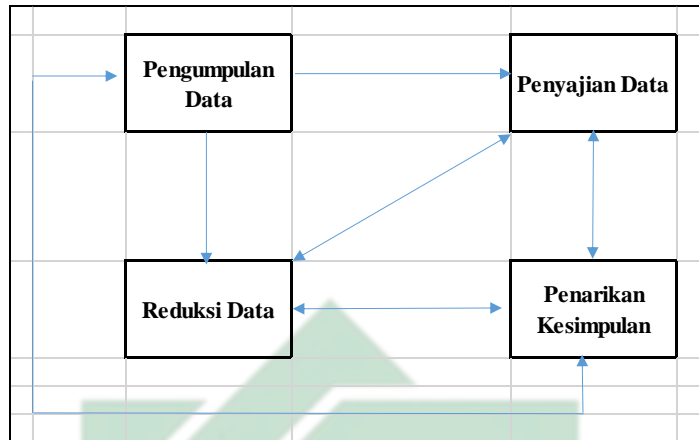 Pengumpulan
Data
Penyajian Data
Reduksi Data
Penarikan
Kesimpulan